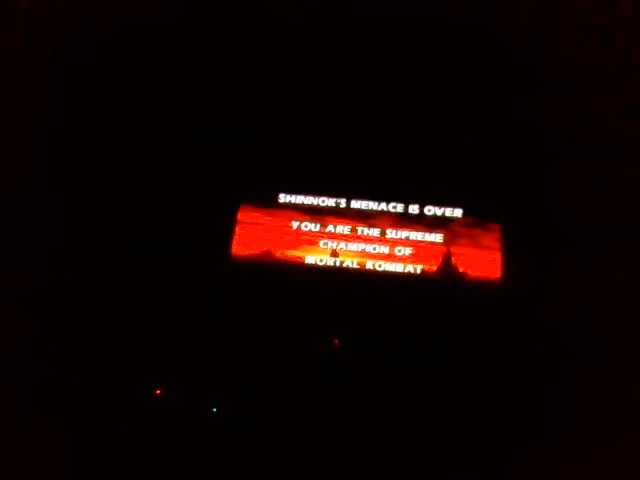 SHINNOK'S MENACE IS OVER
YOU ARE THE SUPREME
CHAMPION OF
MORTAL KOMBAT